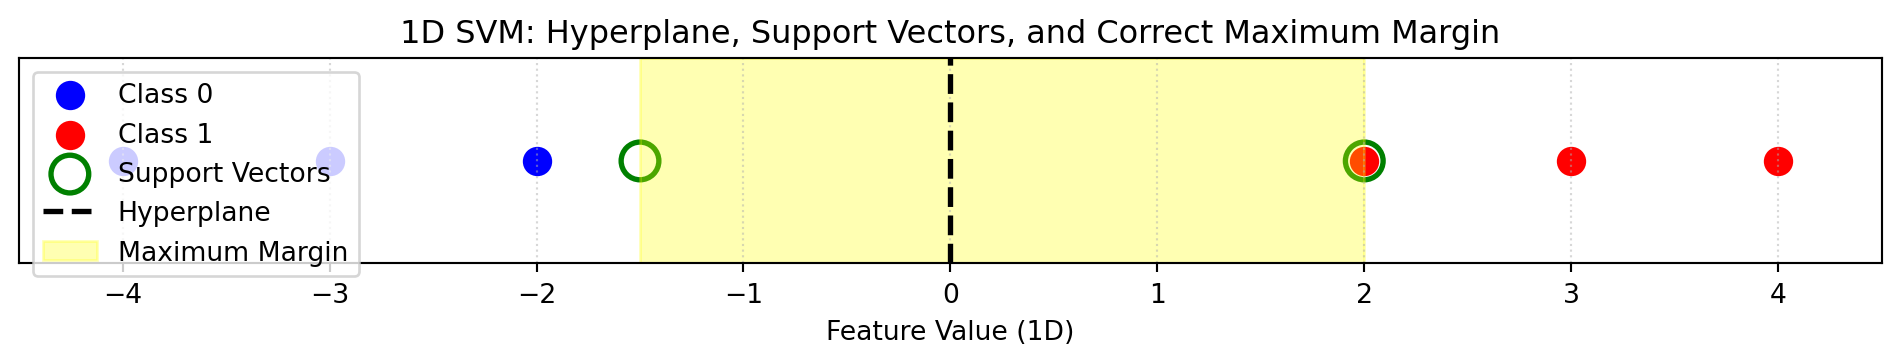 1D SVM: Hyperplane, Support Vectors, and Correct Maximum Margin
Class 0
Class 1
Support Vectors
Hyperplane
Maximum Margin
−4 −3 −2 −1 0 1 2 3 4
Feature Value (1D)